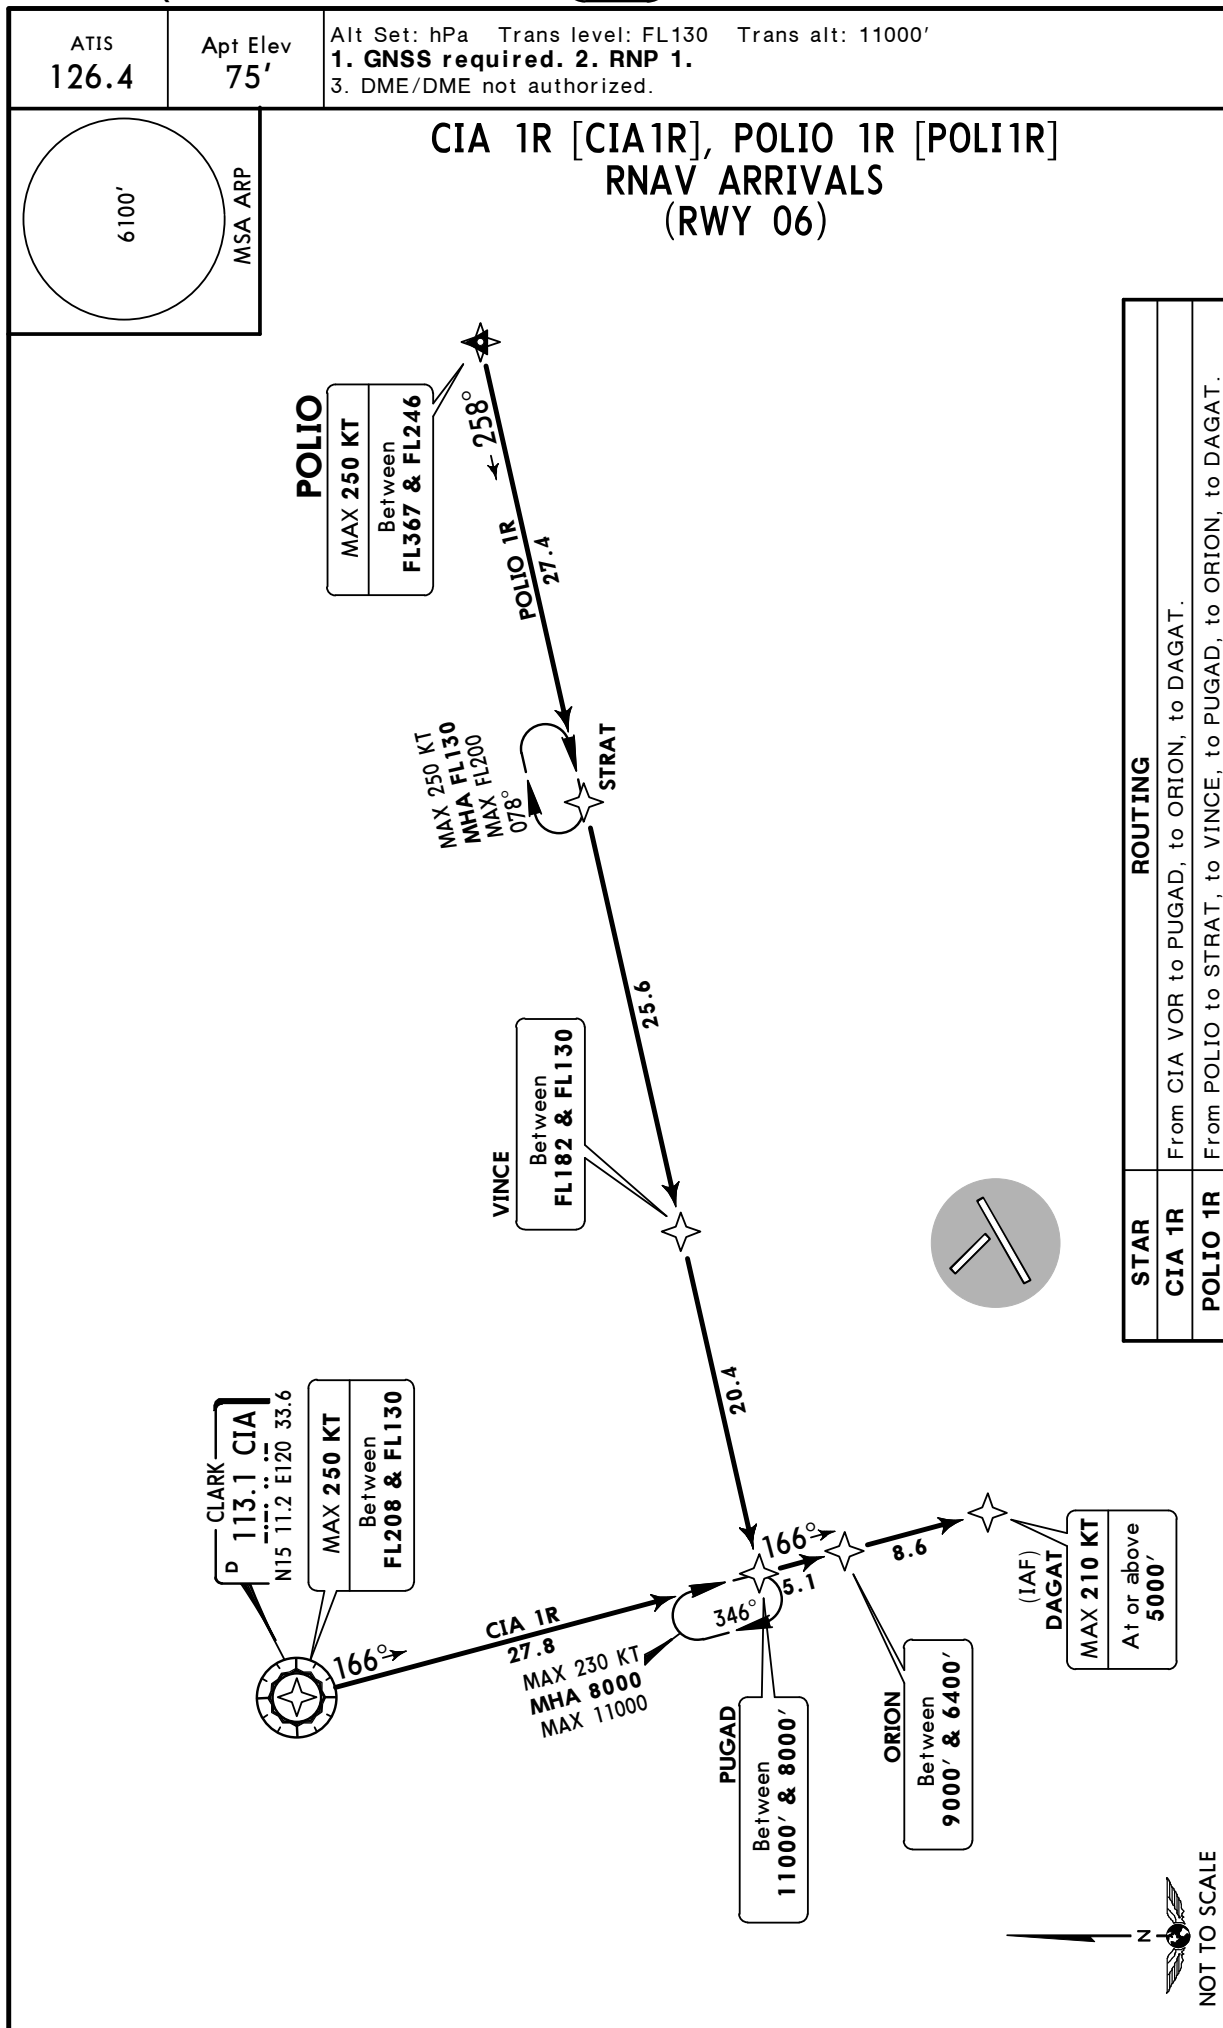 ATIS
126.4
Apt Elev
75'
Alt Set: hPa Trans level: FL130 Trans alt: 11000'
1. GNSS required. 2. RNP 1.
3. DME/DME not authorized.
6100'
MSA ARP
CIA 1R [CIA1R], POLIO 1R [POLI1R]
RNAV ARRIVALS
(RWY 06)
POLIO
MAX 250 KT
Between
FL367 & FL246
258°
POLIO 1R
27.4
MAX 250 KT
MHA FL130
MAX FL200
078°
STRAT
25.6
VINCE
Between
FL182 & FL130
20.4
CLARK
D 113.1 CIA
N15 11.2 E120 33.6
MAX 250 KT
Between
FL208 & FL130
166°
CIA 1R
27.8
MAX 230 KT
MHA 8000
MAX 11000
346°
166°
5.1
8.6
PUGAD
Between
11000' & 8000'
ORION
Between
9000' & 6400'
(IAF)
DAGAT
MAX 210 KT
At or above
5000'
STAR ROUTING
CIA 1R From CIA VOR to PUGAD, to ORION, to DAGAT.
POLIO 1R From POLIO to STRAT, to VINCE, to PUGAD, to ORION, to DAGAT.
N
NOT TO SCALE